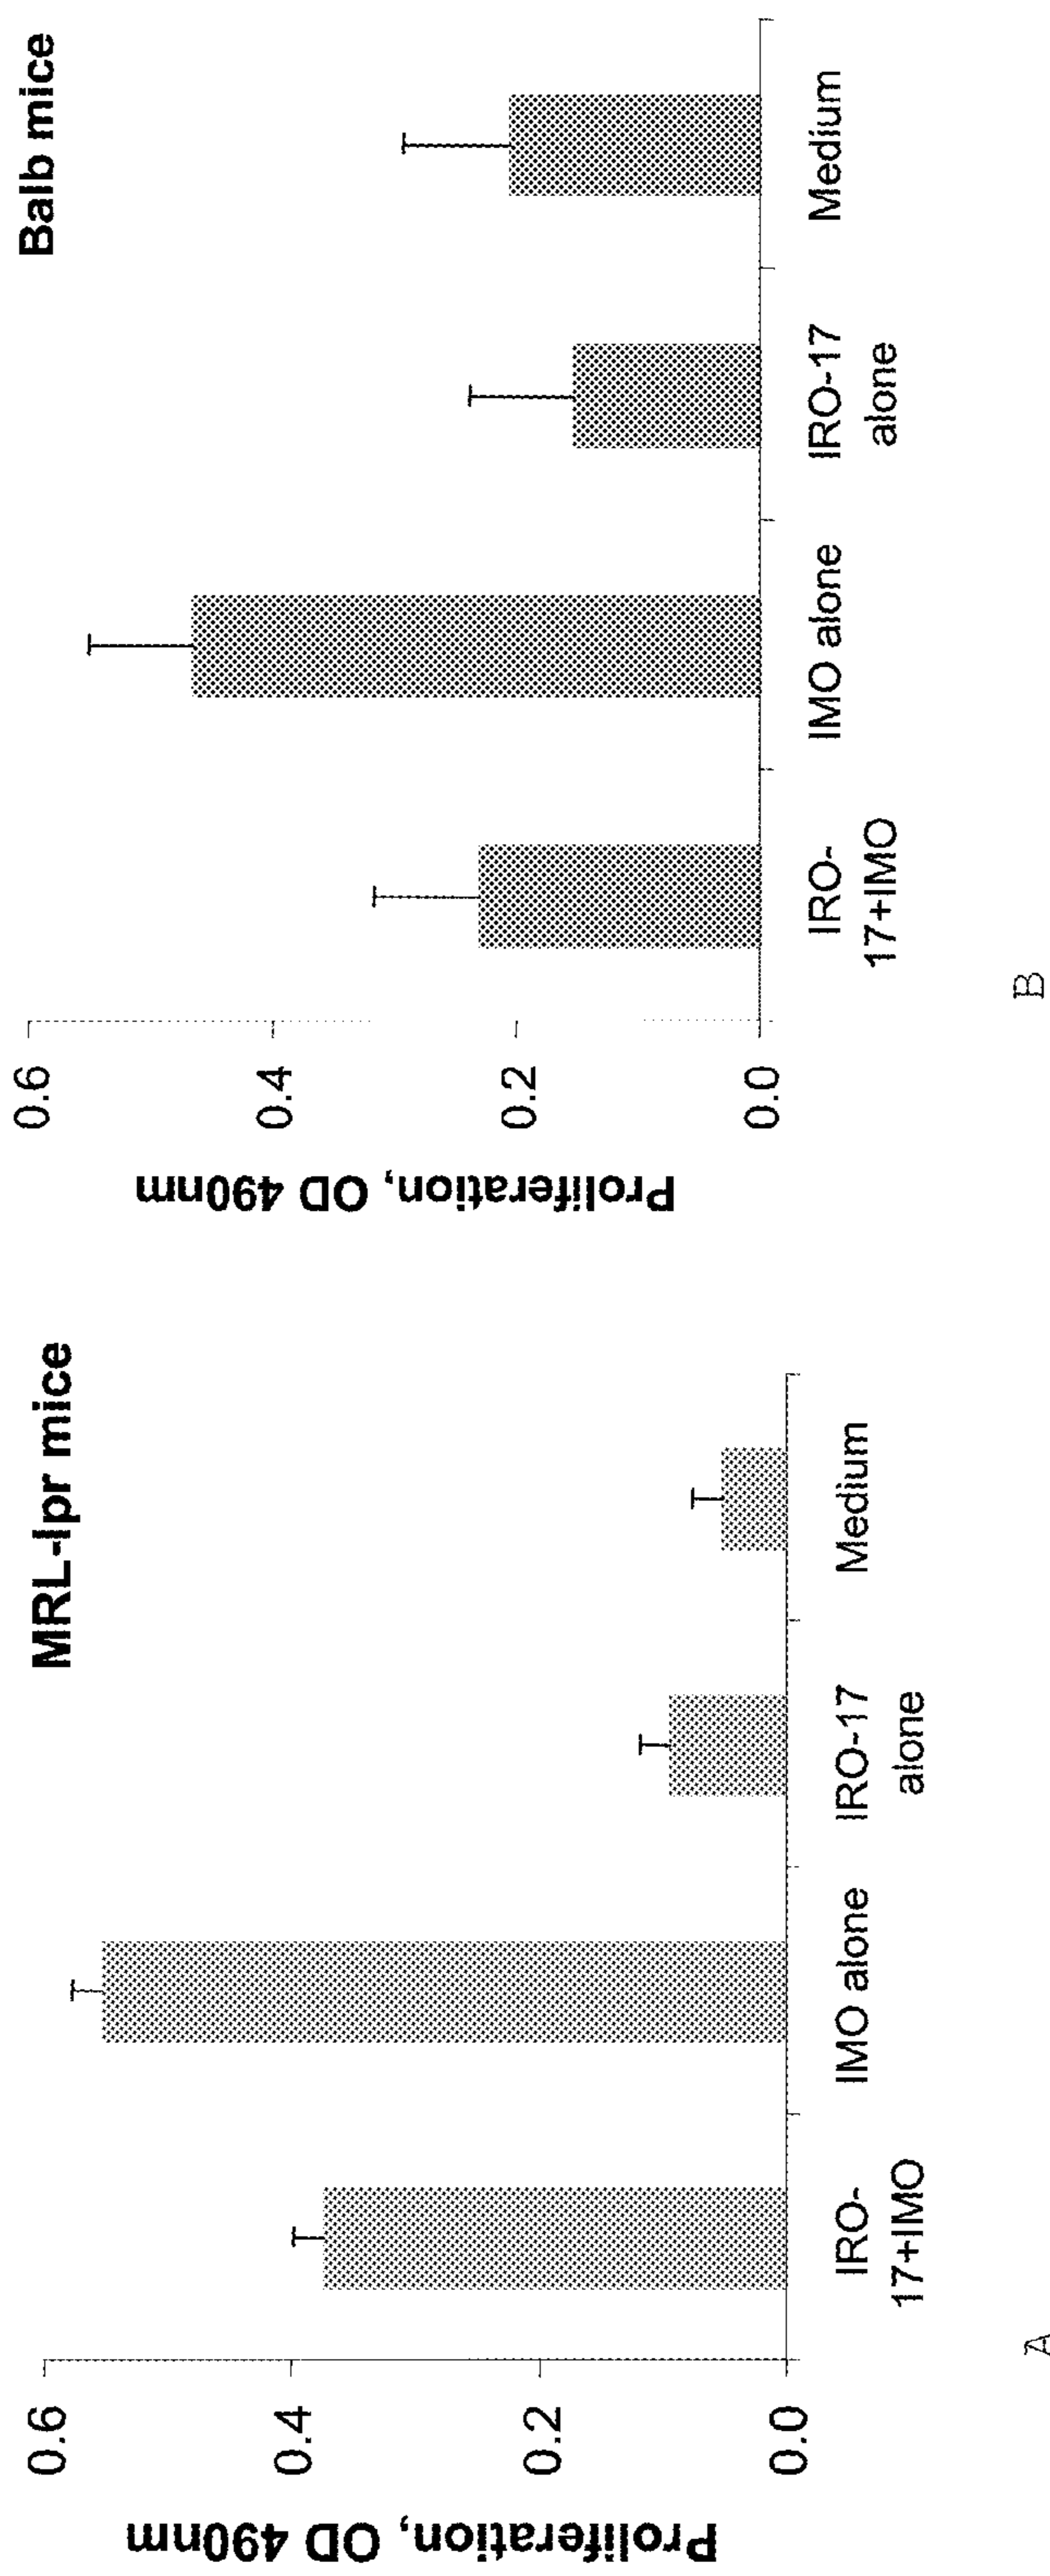 MRL-lpr mice
0.6
0.4
0.2
0.0
Proliferation, OD 490nm
IRO-
17+IMO
IMO alone
IRO-17
alone
Medium
A
Balb mice
0.6
0.4
0.2
0.0
Proliferation, OD 490nm
IRO-
17+IMO
IMO alone
IRO-17
alone
Medium
B